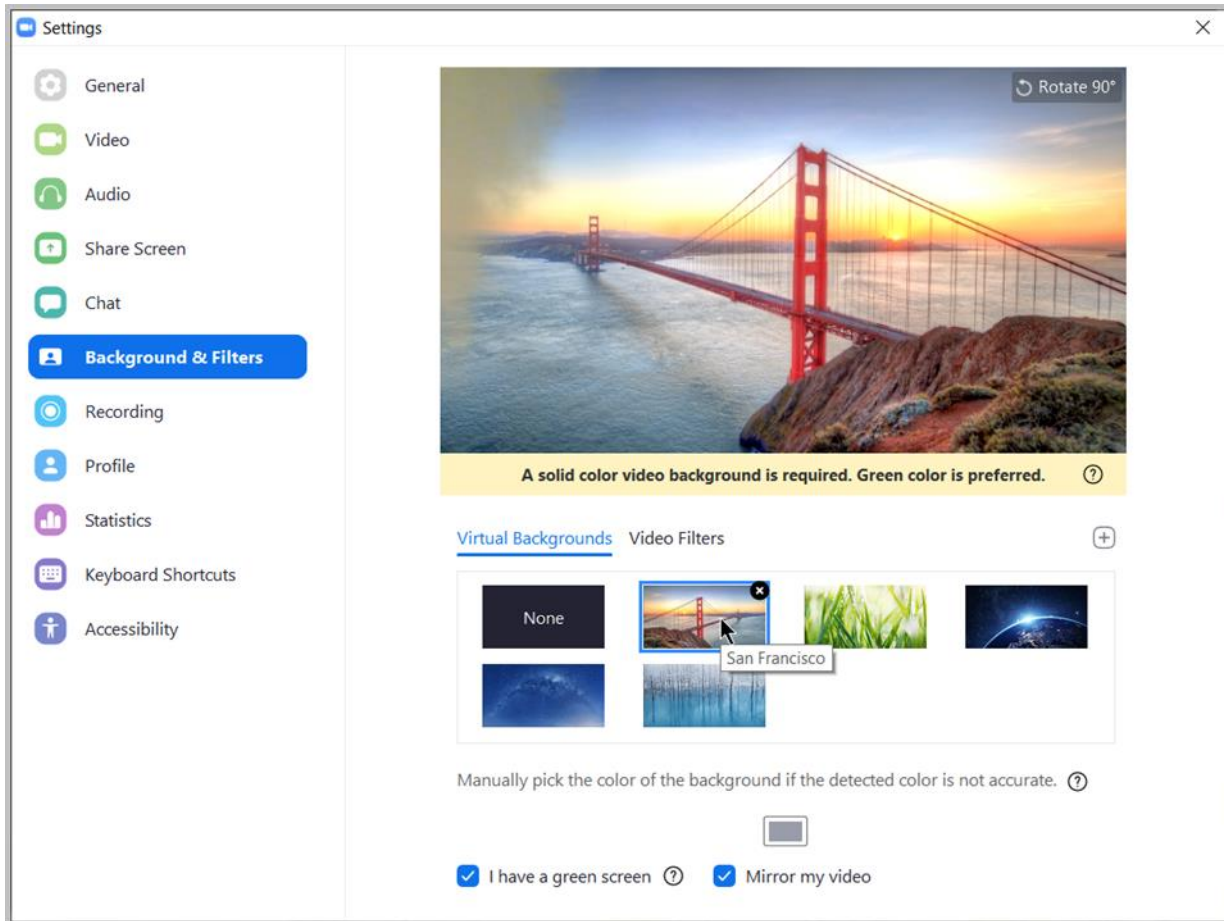 Settings
General
Video
Audio
Share Screen
Chat
Background & Filters
Recording
Profile
Statistics
Keyboard Shortcuts
Accessibility
Rotate 90°
A solid color video background is required. Green color is preferred.
Virtual Backgrounds Video Filters
None
San Francisco
Manually pick the color of the background if the detected color is not accurate.
I have a green screen Mirror my video